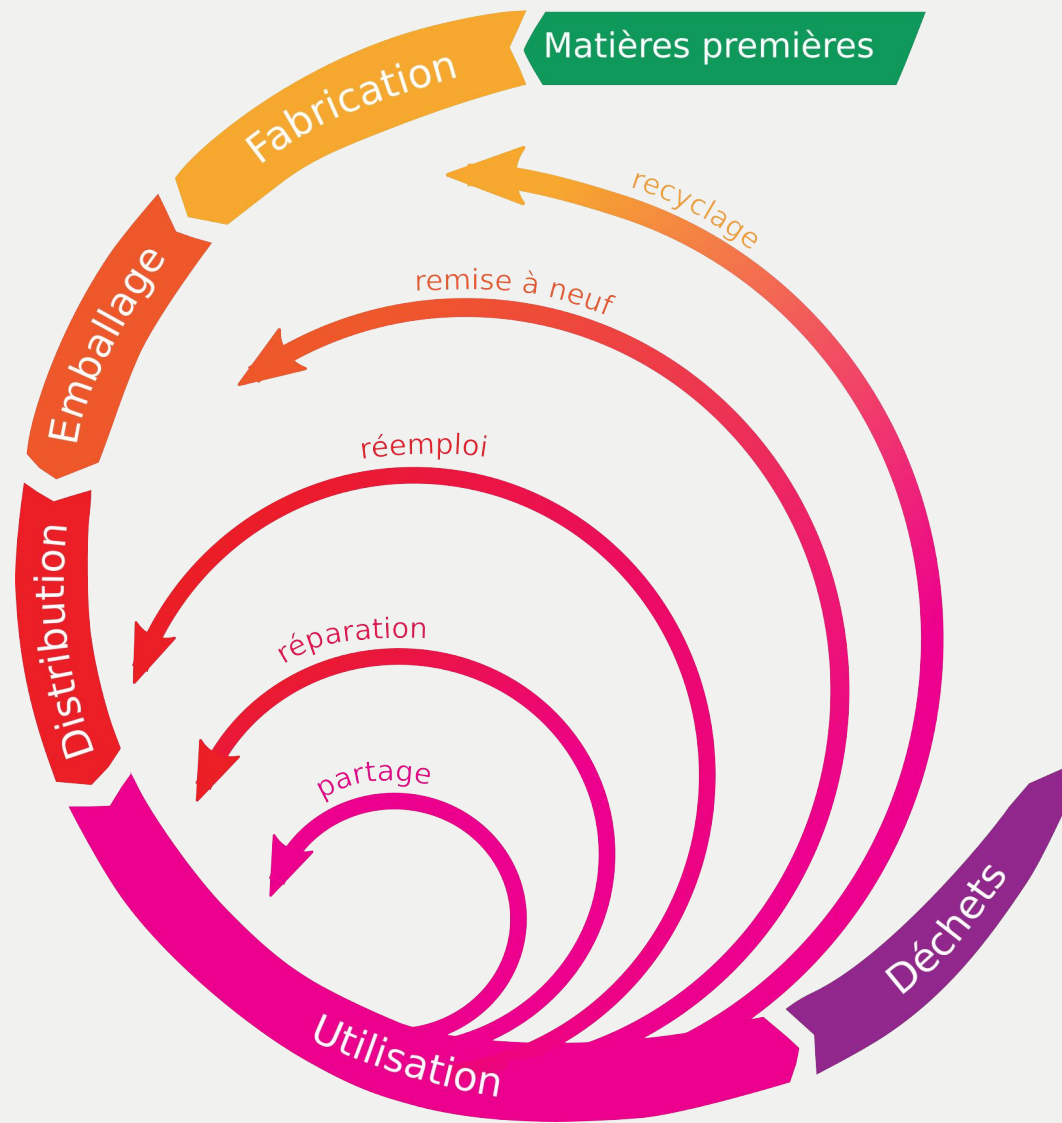 Matières premières
Fabrication
recyclage
remise à neuf
Emballage
réemploi
Distribution
réparation
partage
Déchets
Utilisation